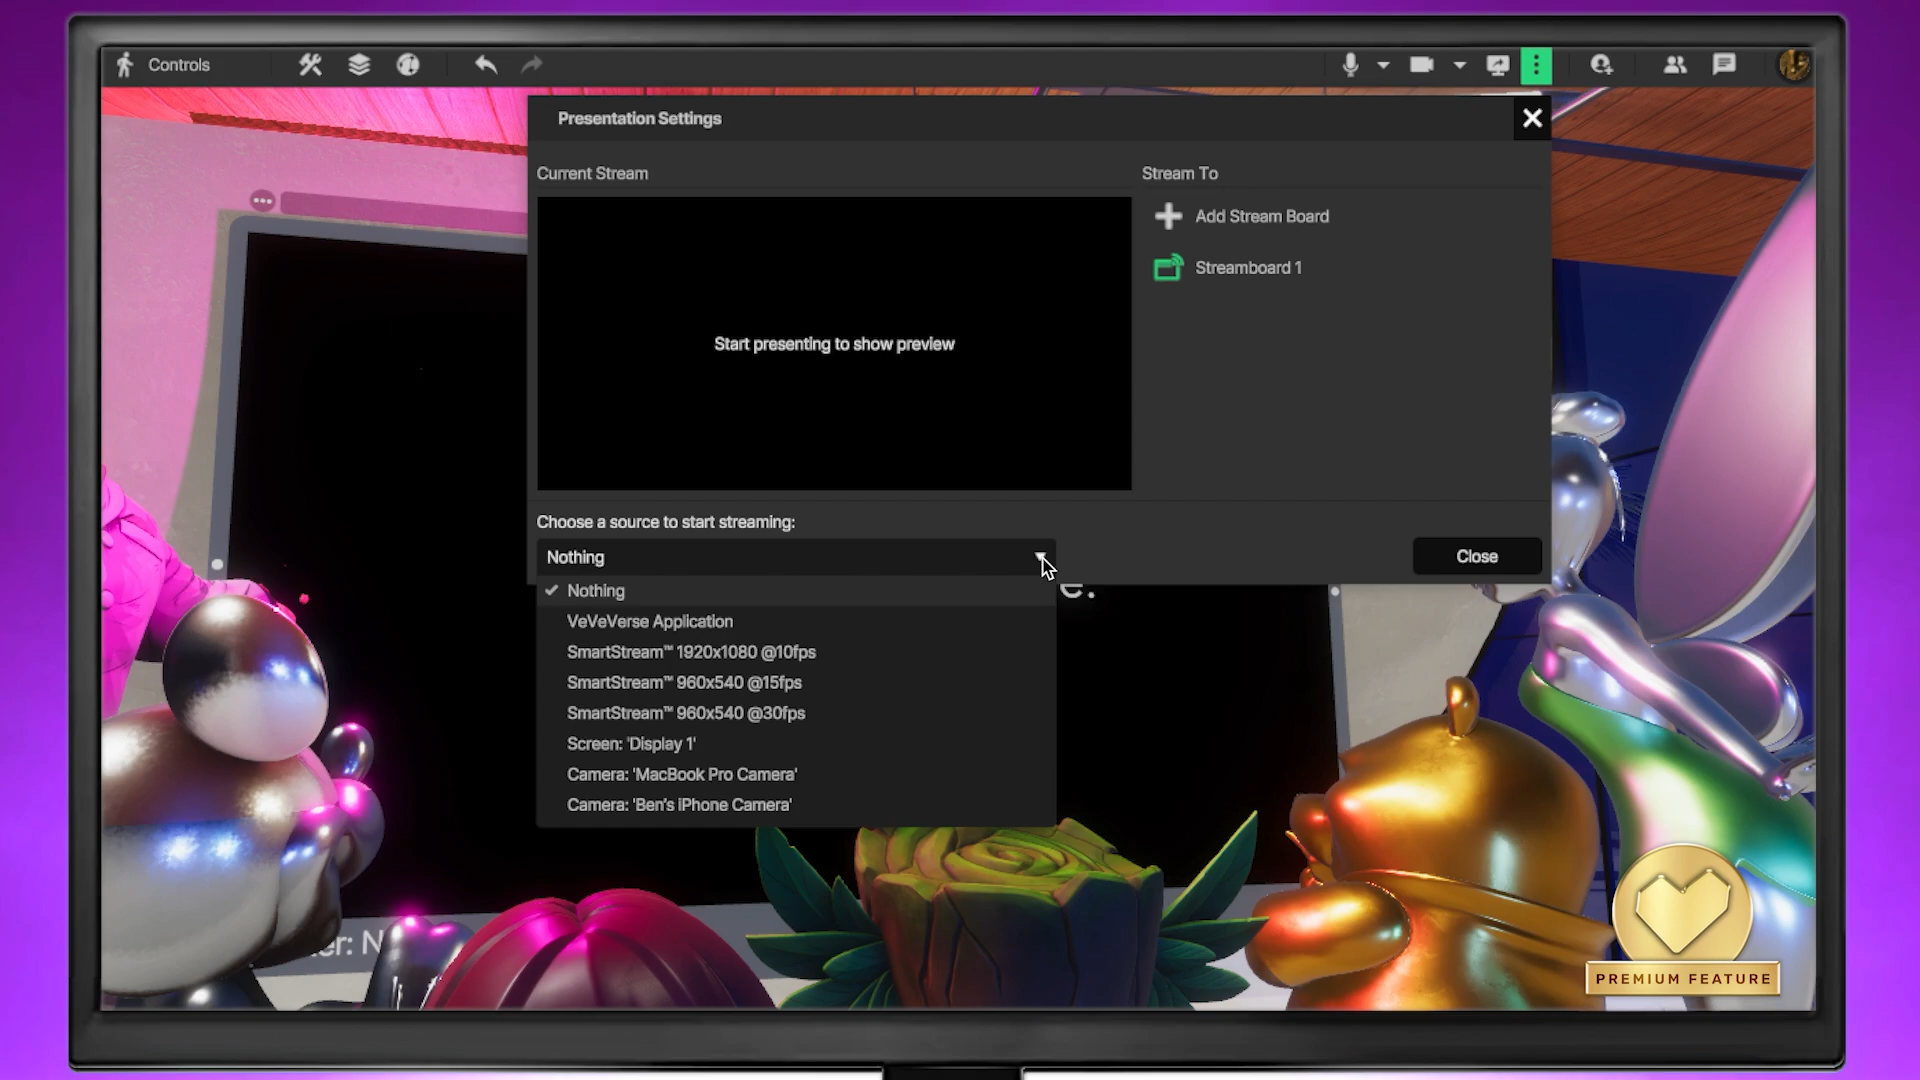 Controls
Presentation Settings
Current Stream
Stream To
Add Stream Board
Streamboard 1
Start presenting to show preview
Choose a source to start streaming:
Nothing
Close
Nothing
VeVeVerse Application
SmartStream™ 1920x1080 @10fps
SmartStream™ 960x540 @15fps
SmartStream™ 960x540 @30fps
Screen: 'Display 1'
Camera: 'MacBook Pro Camera'
Camera: 'Ben's iPhone Camera'
PREMIUM FEATURE